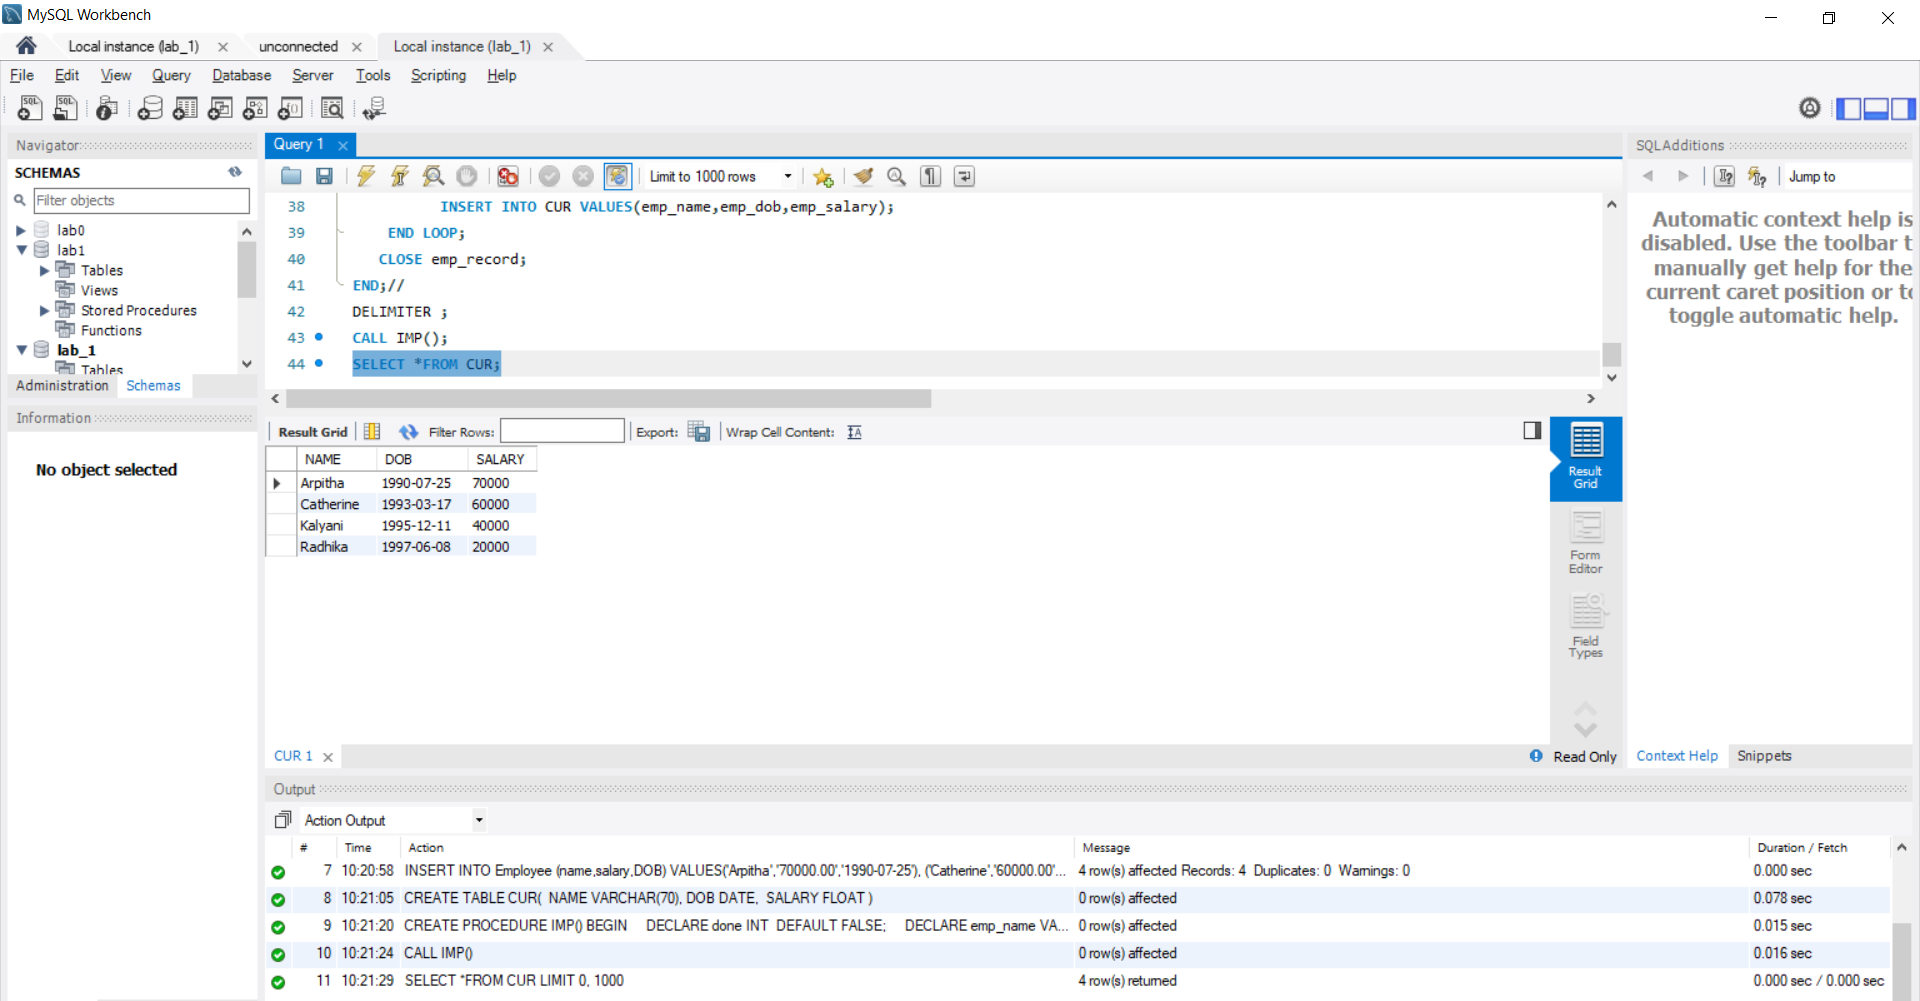 MySQL Workbench
Local instance (lab_1) unconnected Local instance (lab_1)
File Edit View Query Database Server Tools Scripting Help
Navigator
SCHEMAS
Filter objects
lab0
lab1
Tables
Views
Stored Procedures
Functions
lab_1
Tables
Administration Schemas
Information
No object selected
Query 1
Limit to 1000 rows
38 INSERT INTO CUR VALUES(emp_name,emp_dob,emp_salary);
39 END LOOP;
40 CLOSE emp_record;
41 END;//
42 DELIMITER ;
43 CALL IMP();
44 SELECT *FROM CUR;
Result Grid Filter Rows: Export: Wrap Cell Content:
NAME DOB SALARY
Arpitha 1990-07-25 70000
Catherine 1993-03-17 60000
Kalyani 1995-12-11 40000
Radhika 1997-06-08 20000
Result Grid
Form Editor
Field Types
CUR 1
Read Only
SQLAdditions
Jump to
Automatic context help is
disabled. Use the toolbar t
manually get help for the
current caret position or to
toggle automatic help.
Context Help Snippets
Output
Action Output
# Time Action Message Duration / Fetch
7 10:20:58 INSERT INTO Employee (name,salary,DOB) VALUES('Arpitha','70000.00','1990-07-25'), ('Catherine','60000.00'... 4 row(s) affected Records: 4 Duplicates: 0 Warnings: 0 0.000 sec
8 10:21:05 CREATE TABLE CUR( NAME VARCHAR(70), DOB DATE, SALARY FLOAT ) 0 row(s) affected 0.078 sec
9 10:21:20 CREATE PROCEDURE IMP() BEGIN DECLARE done INT DEFAULT FALSE; DECLARE emp_name VA... 0 row(s) affected 0.015 sec
10 10:21:24 CALL IMP() 0 row(s) affected 0.016 sec
11 10:21:29 SELECT *FROM CUR LIMIT 0, 1000 4 row(s) returned 0.000 sec / 0.000 sec